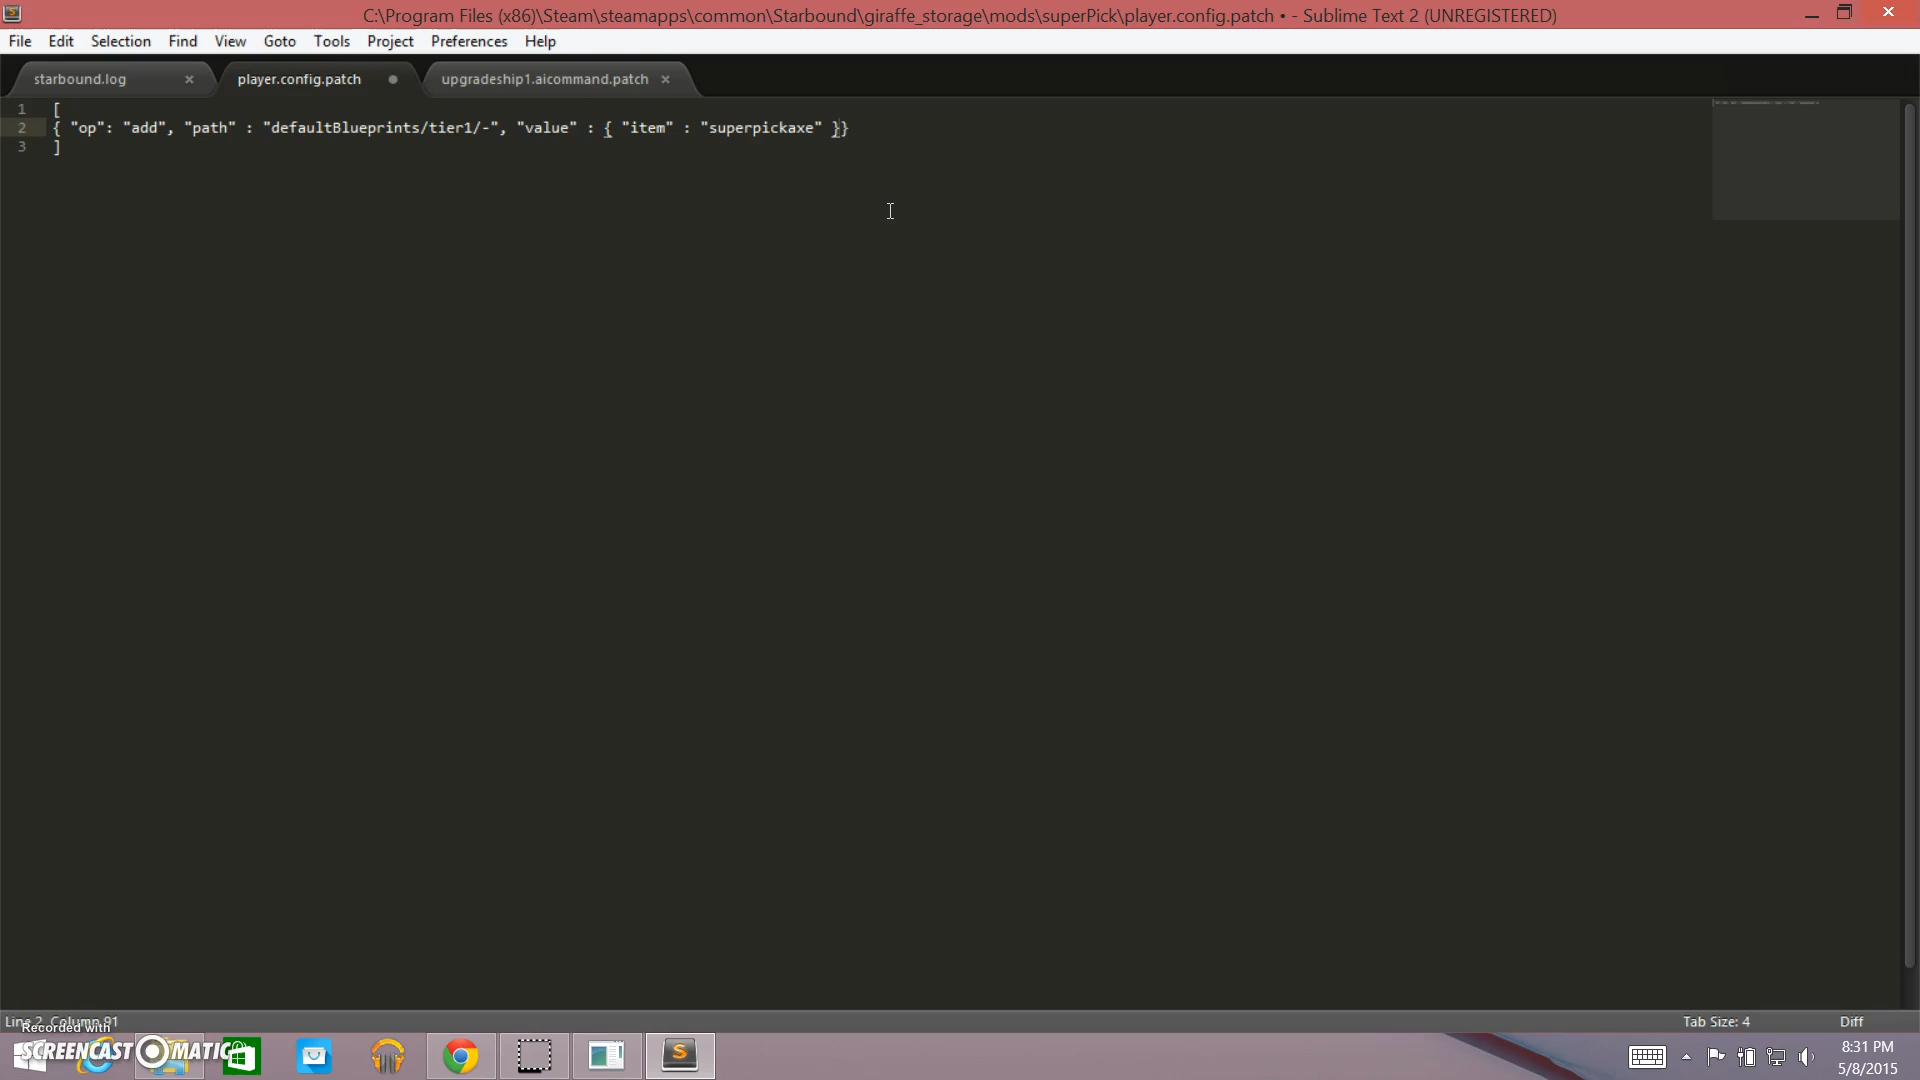 C:\Program Files (x86)\Steam\steamapps\common\Starbound\giraffe_storage\mods\superPick\player.config.patch • - Sublime Text 2 (UNREGISTERED)
File Edit Selection Find View Goto Tools Project Preferences Help
starbound.log × player.config.patch upgradeship1.aicommand.patch ×
1 [
2 { "op": "add", "path" : "defaultBlueprints/tier1/-", "value" : { "item" : "superpickaxe" }}
3 ]
Line 2, Column 91 Tab Size: 4 Diff
Recorded with
SCREENCAST MATIC
8:31 PM
5/8/2015